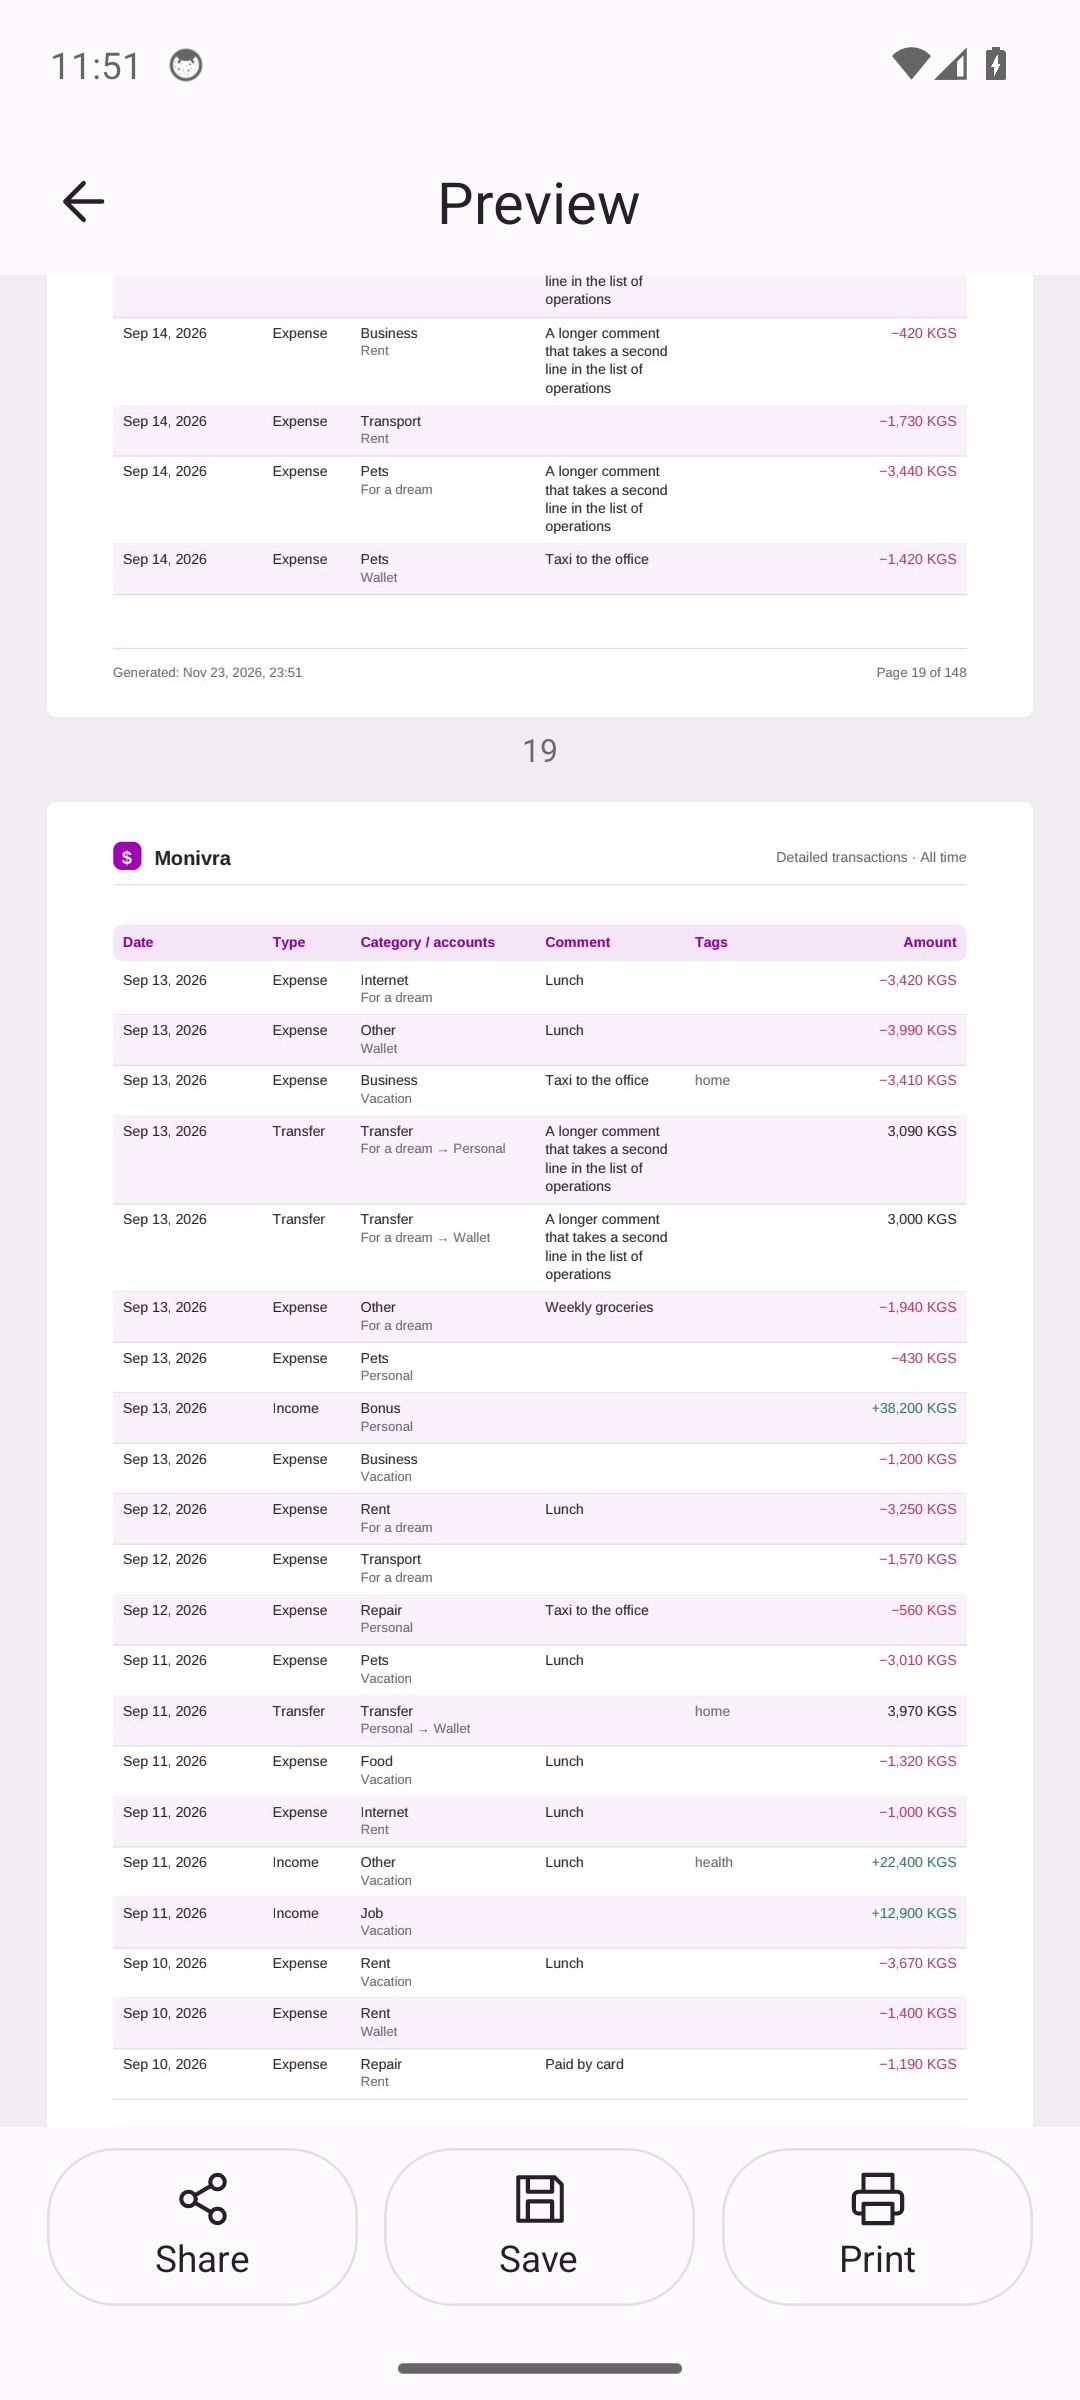 11:51
Preview
line in the list of
operations
Sep 14, 2026 Expense Business A longer comment −420 KGS
Rent that takes a second
line in the list of
operations
Sep 14, 2026 Expense Transport −1,730 KGS
Rent
Sep 14, 2026 Expense Pets A longer comment −3,440 KGS
For a dream that takes a second
line in the list of
operations
Sep 14, 2026 Expense Pets Taxi to the office −1,420 KGS
Wallet
Generated: Nov 23, 2026, 23:51 Page 19 of 148
19
$ Monivra Detailed transactions · All time
Date Type Category / accounts Comment Tags Amount
Sep 13, 2026 Expense Internet Lunch −3,420 KGS
For a dream
Sep 13, 2026 Expense Other Lunch −3,990 KGS
Wallet
Sep 13, 2026 Expense Business Taxi to the office home −3,410 KGS
Vacation
Sep 13, 2026 Transfer Transfer A longer comment 3,090 KGS
For a dream → Personal that takes a second
line in the list of
operations
Sep 13, 2026 Transfer Transfer A longer comment 3,000 KGS
For a dream → Wallet that takes a second
line in the list of
operations
Sep 13, 2026 Expense Other Weekly groceries −1,940 KGS
For a dream
Sep 13, 2026 Expense Pets −430 KGS
Personal
Sep 13, 2026 Income Bonus +38,200 KGS
Personal
Sep 13, 2026 Expense Business −1,200 KGS
Vacation
Sep 12, 2026 Expense Rent Lunch −3,250 KGS
For a dream
Sep 12, 2026 Expense Transport −1,570 KGS
For a dream
Sep 12, 2026 Expense Repair Taxi to the office −560 KGS
Personal
Sep 11, 2026 Expense Pets Lunch −3,010 KGS
Vacation
Sep 11, 2026 Transfer Transfer home 3,970 KGS
Personal → Wallet
Sep 11, 2026 Expense Food Lunch −1,320 KGS
Vacation
Sep 11, 2026 Expense Internet Lunch −1,000 KGS
Rent
Sep 11, 2026 Income Other Lunch health +22,400 KGS
Vacation
Sep 11, 2026 Income Job +12,900 KGS
Vacation
Sep 10, 2026 Expense Rent Lunch −3,670 KGS
Vacation
Sep 10, 2026 Expense Rent −1,400 KGS
Wallet
Sep 10, 2026 Expense Repair Paid by card −1,190 KGS
Rent
Share Save Print